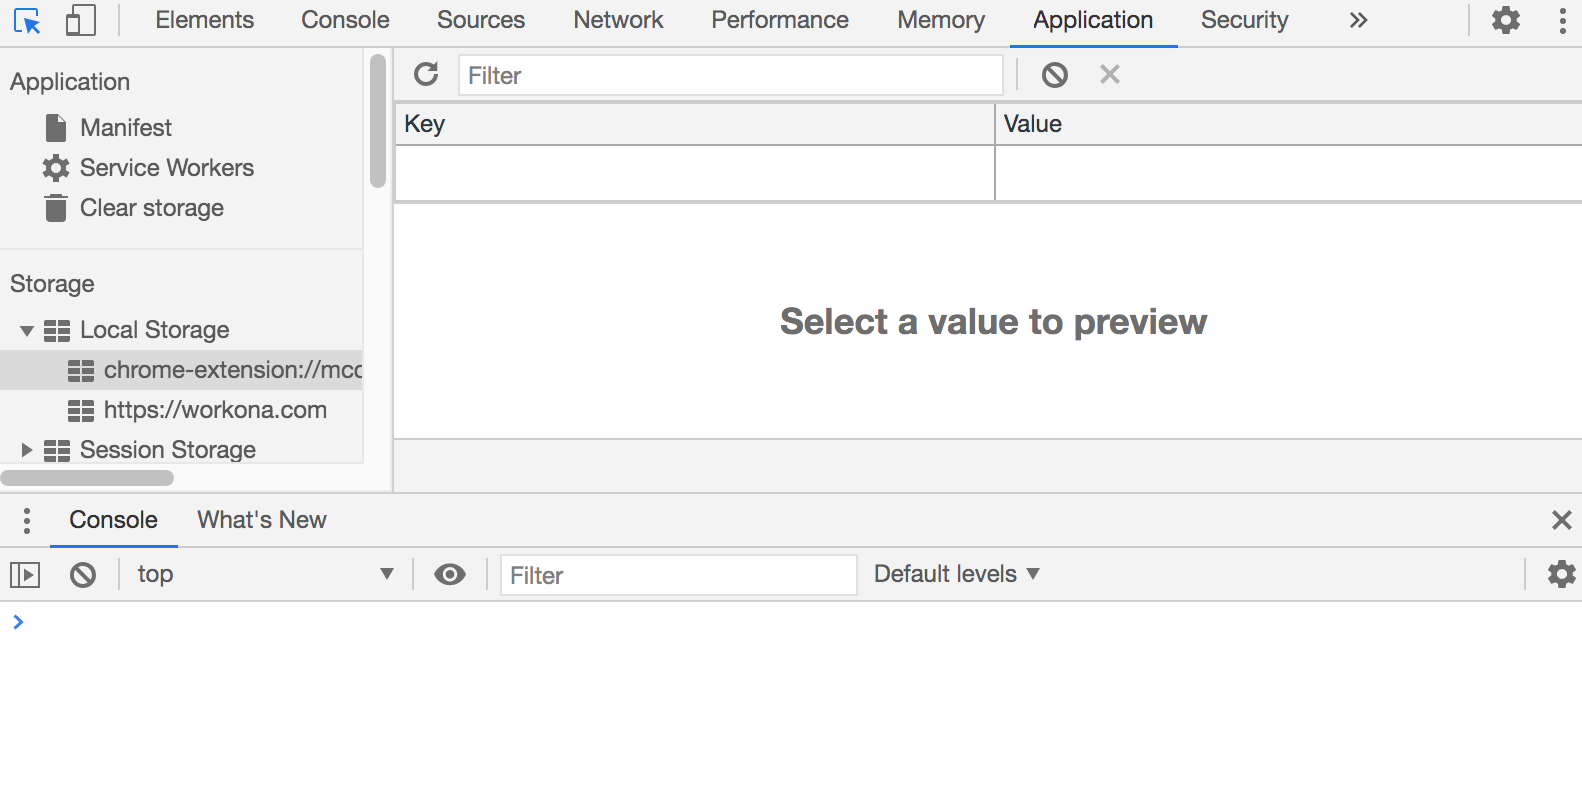 Elements Console Sources Network Performance Memory Application Security
Application
Manifest
Service Workers
Clear storage
Storage
Local Storage
chrome-extension://mcc
https://workona.com
Session Storage
Filter
Key Value
Select a value to preview
Console What's New
top Filter Default levels